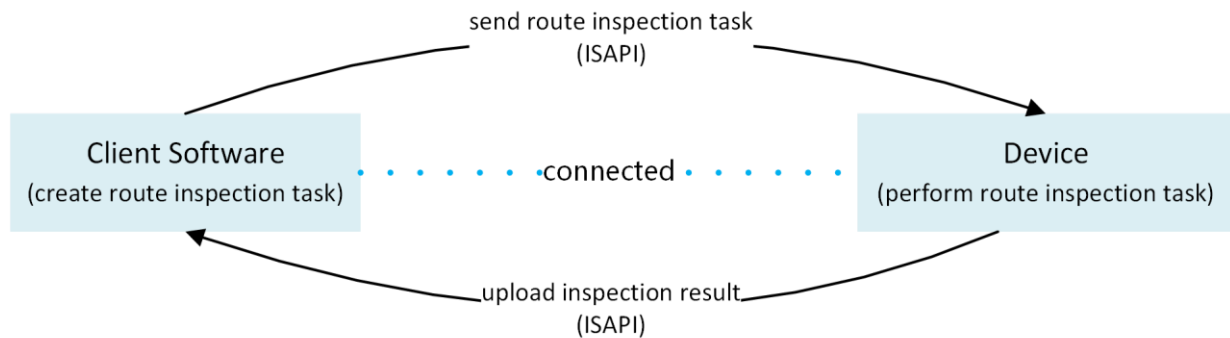 send route inspection task
(ISAPI)
Client Software
(create route inspection task)
connected
Device
(perform route inspection task)
upload inspection result
(ISAPI)